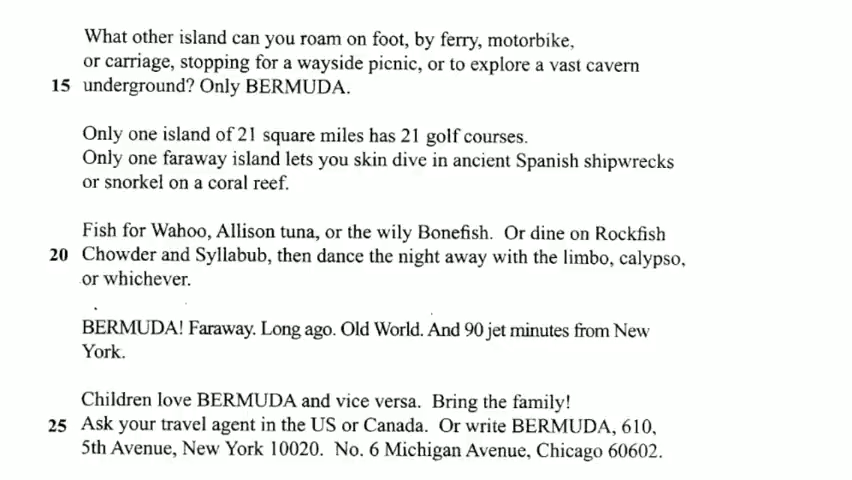 What other island can you roam on foot, by ferry, motorbike,
or carriage, stopping for a wayside picnic, or to explore a vast cavern
15 underground? Only BERMUDA.
Only one island of 21 square miles has 21 golf courses.
Only one faraway island lets you skin dive in ancient Spanish shipwrecks
or snorkel on a coral reef.
Fish for Wahoo, Allison tuna, or the wily Bonefish. Or dine on Rockfish
20 Chowder and Syllabub, then dance the night away with the limbo, calypso,
or whichever.
BERMUDA! Faraway. Long ago. Old World. And 90 jet minutes from New
York.
Children love BERMUDA and vice versa. Bring the family!
25 Ask your travel agent in the US or Canada. Or write BERMUDA, 610,
5th Avenue, New York 10020. No. 6 Michigan Avenue, Chicago 60602.